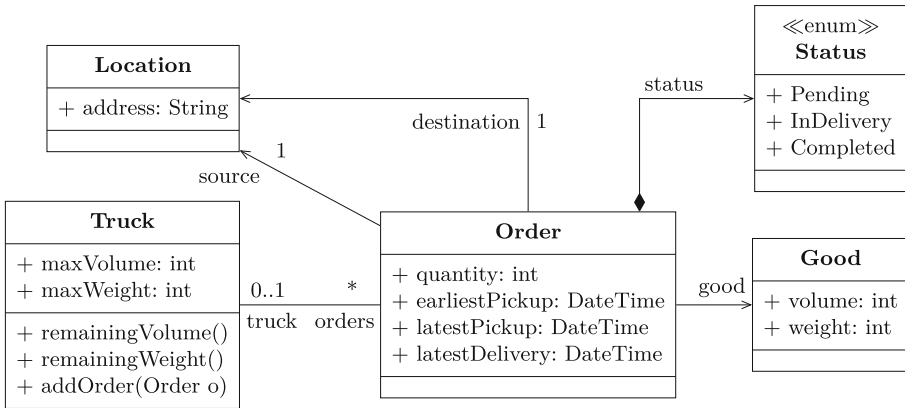 ≪enum≫
Status
+ Pending
+ InDelivery
+ Completed
Location
+ address: String
status
destination
1
1
source
Truck
+ maxVolume: int
+ maxWeight: int
+ remainingVolume()
+ remainingWeight()
+ addOrder(Order o)
0..1
*
truck
orders
Order
+ quantity: int
+ earliestPickup: DateTime
+ latestPickup: DateTime
+ latestDelivery: DateTime
good
Good
+ volume: int
+ weight: int